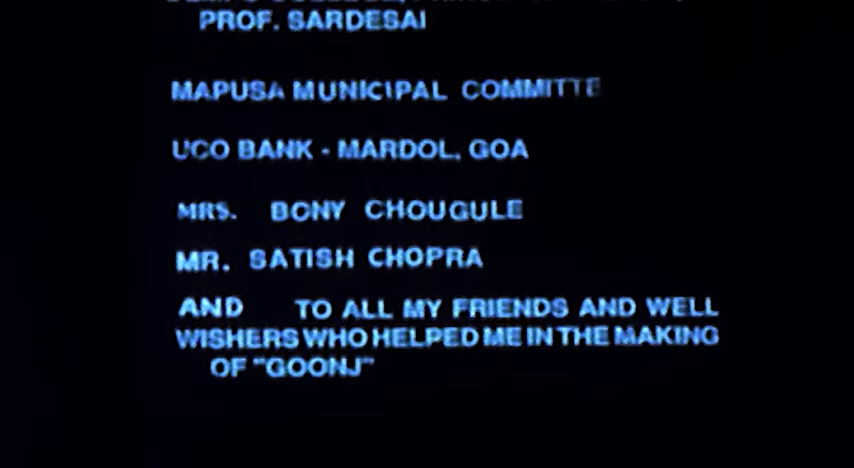 PROF. SARDESAI
MAPUSA MUNICIPAL COMMITTE
UCO BANK - MARDOL, GOA
MRS. BONY CHOUGULE
MR. SATISH CHOPRA
AND TO ALL MY FRIENDS AND WELL
WISHERS WHO HELPED ME IN THE MAKING
OF "GOONJ"